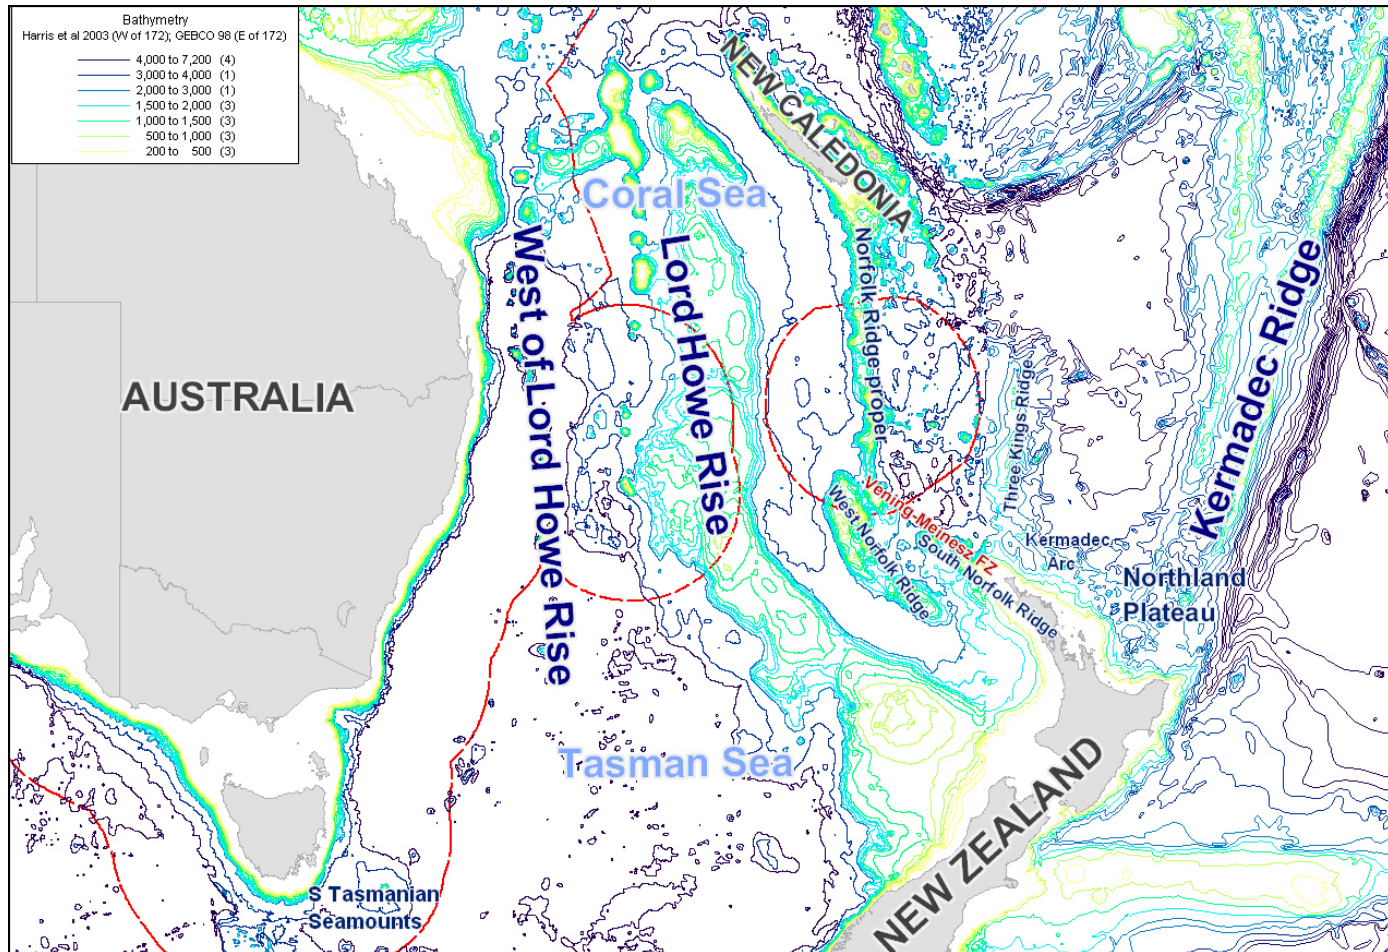 Bathymetry
Harris et al 2003 (W of 172); GEBCO 98 (E of 172)
4,000 to 7,200 (4)
3,000 to 4,000 (1)
2,000 to 3,000 (1)
1,500 to 2,000 (3)
1,000 to 1,500 (3)
500 to 1,000 (3)
200 to 500 (3)
NEW CALEDONIA
Coral Sea
West of Lord Howe Rise
Lord Howe Rise
Norfolk Ridge proper
Kermadec Ridge
AUSTRALIA
Three Kings Ridge
Vening-Meinesz FZ
West Norfolk Ridge
South Norfolk Ridge
Kermadec
Arc
Northland
Plateau
Tasman Sea
NEW ZEALAND
S Tasmanian
Seamounts